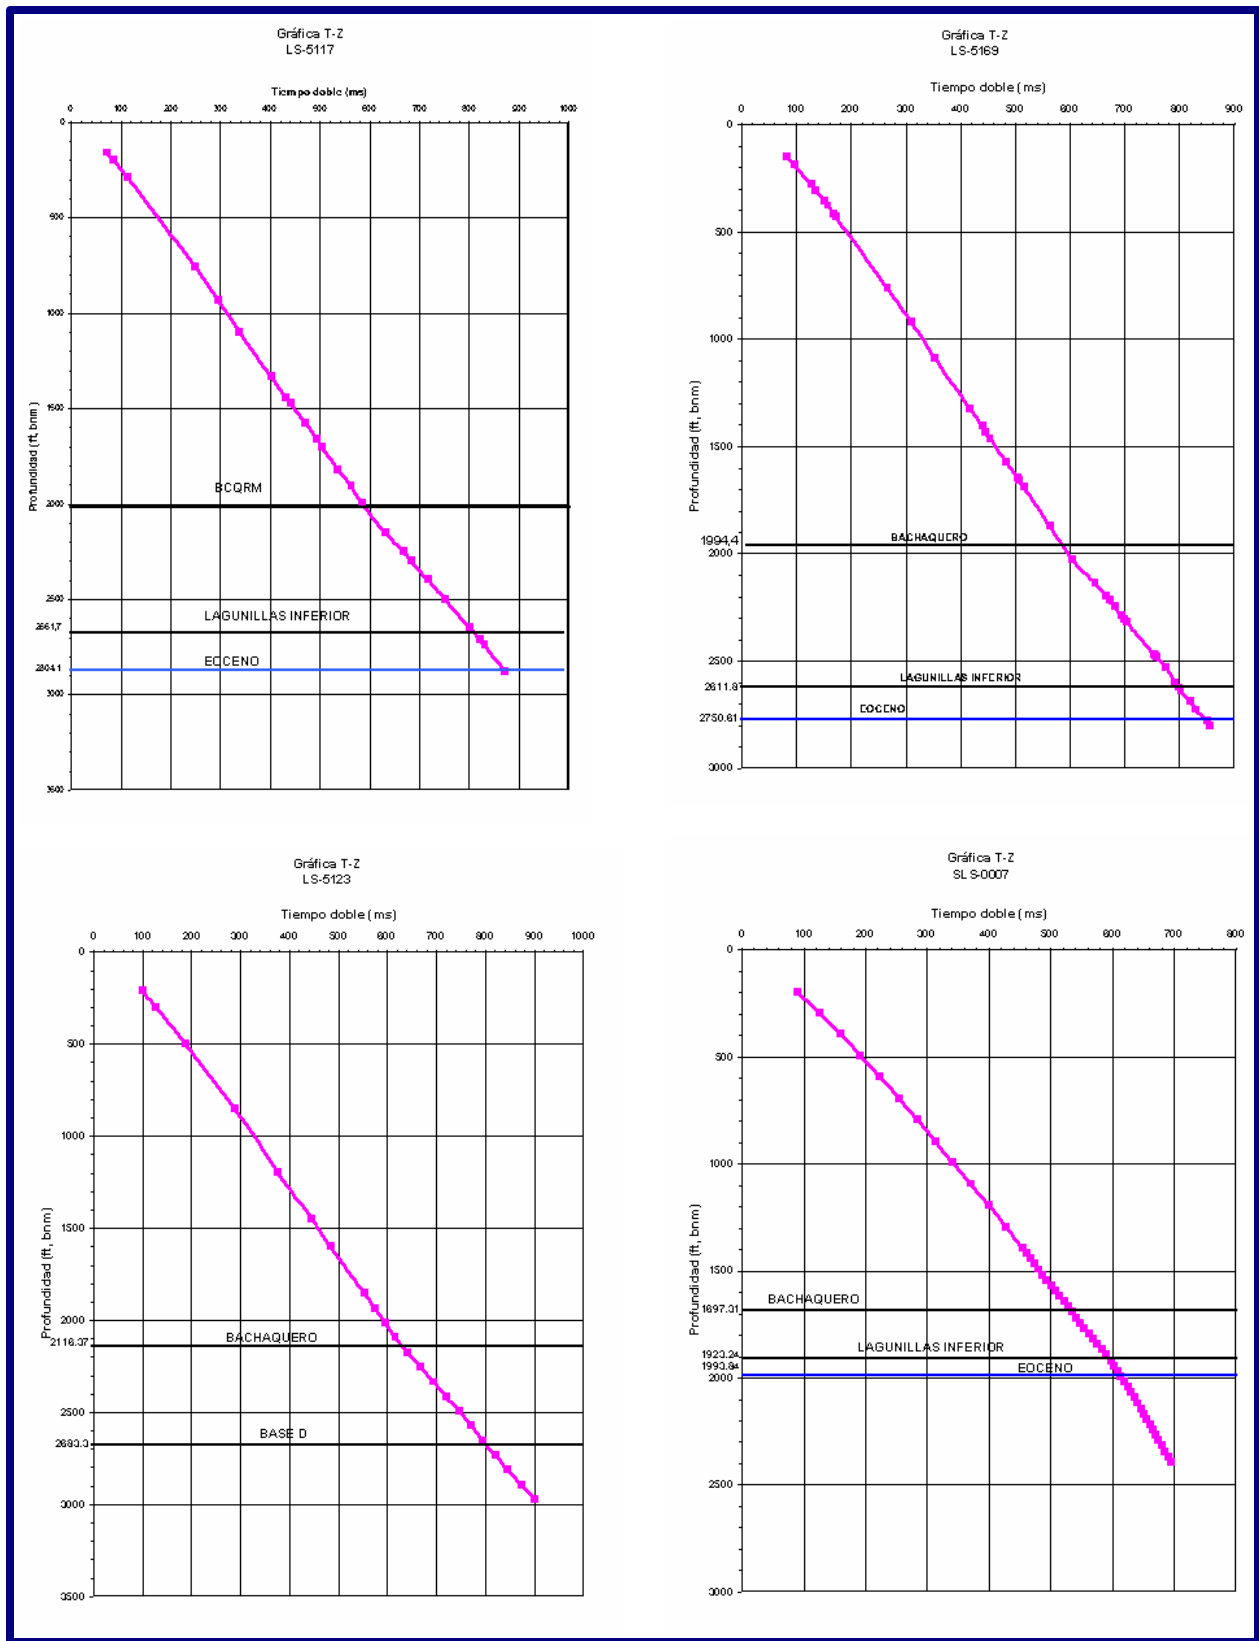 Gráfica T-Z
LS-5117
Tiempo doble (ms)
0 100 200 300 400 500 600 700 800 900 1000
0
500
1000
1500
2000
2500
2661,7
2804.1
3000
3500
Profundidad (ft, bnm)
BCQRM
LAGUNILLAS INFERIOR
EOCENO
Gráfica T-Z
LS-5169
Tiempo doble (ms)
0 100 200 300 400 500 600 700 800 900
0
500
1000
1500
1994,4
2000
2500
2611.87
2750.61
3000
Profundidad (ft, bnm)
BACHAQUERO
LAGUNILLAS INFERIOR
EOCENO
Gráfica T-Z
LS-5123
Tiempo doble (ms)
0 100 200 300 400 500 600 700 800 900 1000
0
500
1000
1500
2000
2116.37
2500
2683.3
3000
3500
Profundidad (ft, bnm)
BACHAQUERO
BASE D
Gráfica T-Z
SLS-0007
Tiempo doble (ms)
0 100 200 300 400 500 600 700 800
0
500
1000
1500
1697.31
1923.24
1993.84
2000
2500
3000
Profundidad (ft, bnm)
BACHAQUERO
LAGUNILLAS INFERIOR
EOCENO